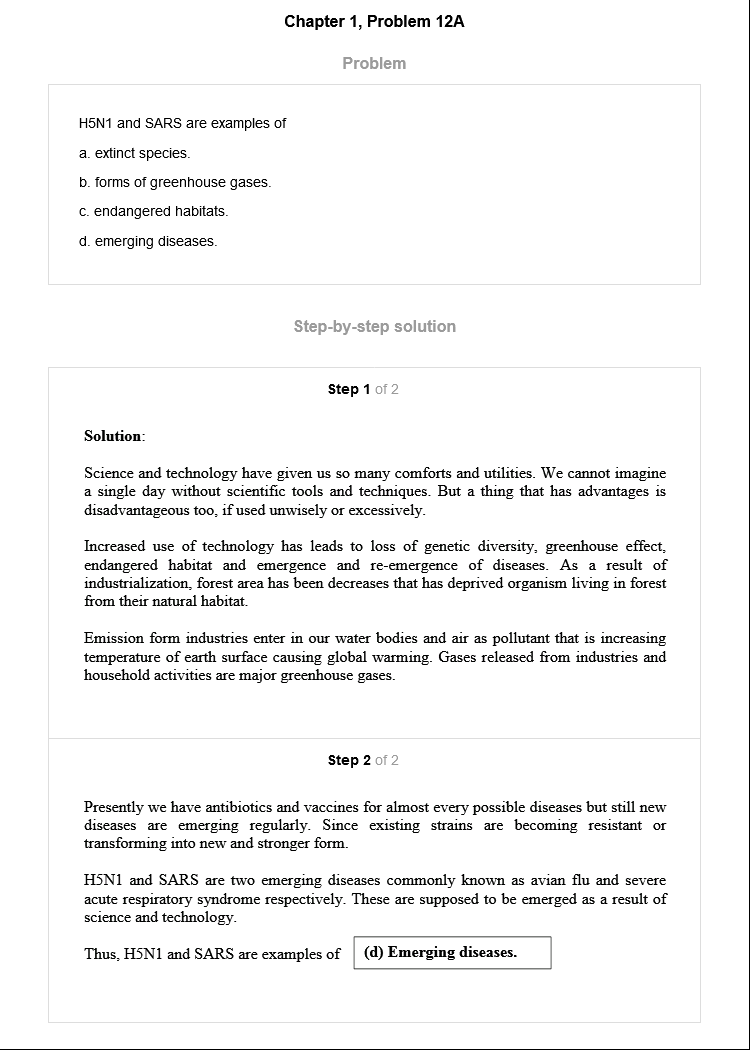 Chapter 1, Problem 12A
Problem
H5N1 and SARS are examples of
a. extinct species.
b. forms of greenhouse gases.
c. endangered habitats.
d. emerging diseases.
Step-by-step solution
Step 1 of 2
Solution:
Science and technology have given us so many comforts and utilities. We cannot imagine
a single day without scientific tools and techniques. But a thing that has advantages is
disadvantageous too, if used unwisely or excessively.
Increased use of technology has leads to loss of genetic diversity, greenhouse effect,
endangered habitat and emergence and re-emergence of diseases. As a result of
industrialization, forest area has been decreases that has deprived organism living in forest
from their natural habitat.
Emission form industries enter in our water bodies and air as pollutant that is increasing
temperature of earth surface causing global warming. Gases released from industries and
household activities are major greenhouse gases.
Step 2 of 2
Presently we have antibiotics and vaccines for almost every possible diseases but still new
diseases are emerging regularly. Since existing strains are becoming resistant or
transforming into new and stronger form.
H5N1 and SARS are two emerging diseases commonly known as avian flu and severe
acute respiratory syndrome respectively. These are supposed to be emerged as a result of
science and technology.
Thus, H5N1 and SARS are examples of (d) Emerging diseases.